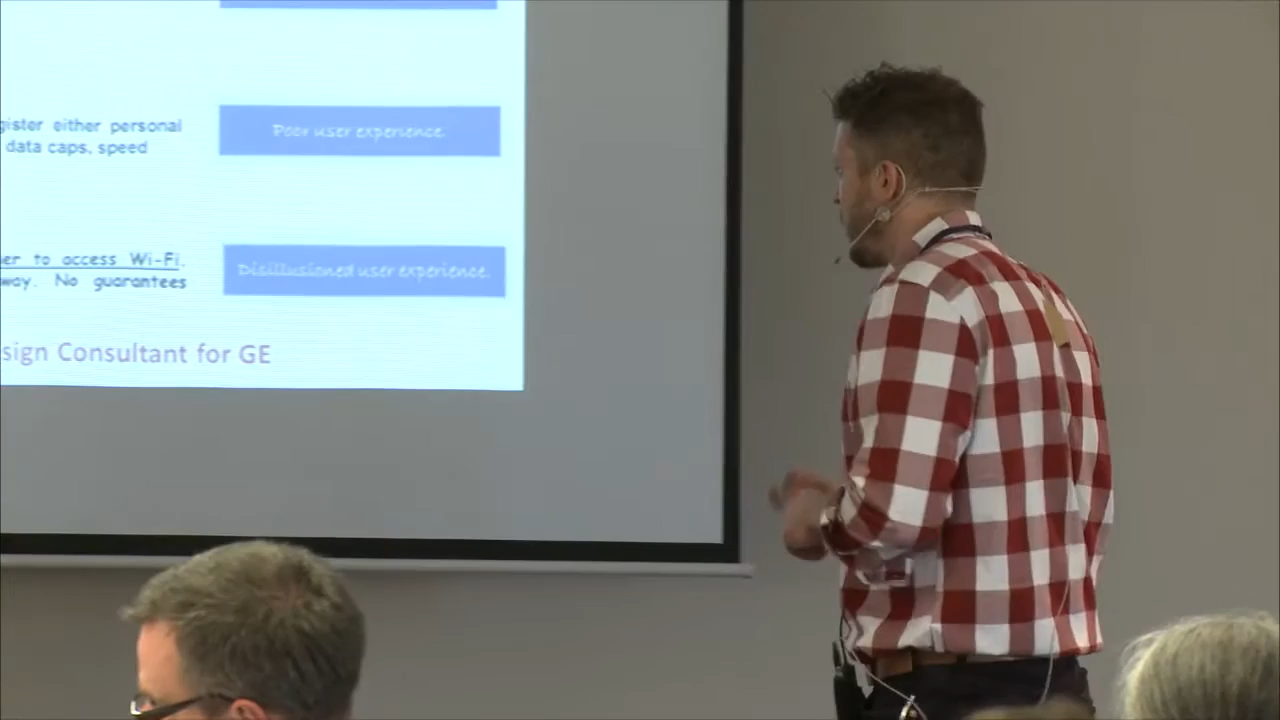 gister either personal
data caps, speed
Poor user experience.
er to access Wi-Fi.
way. No guarantees
Disillusioned user experience.
sign Consultant for GE